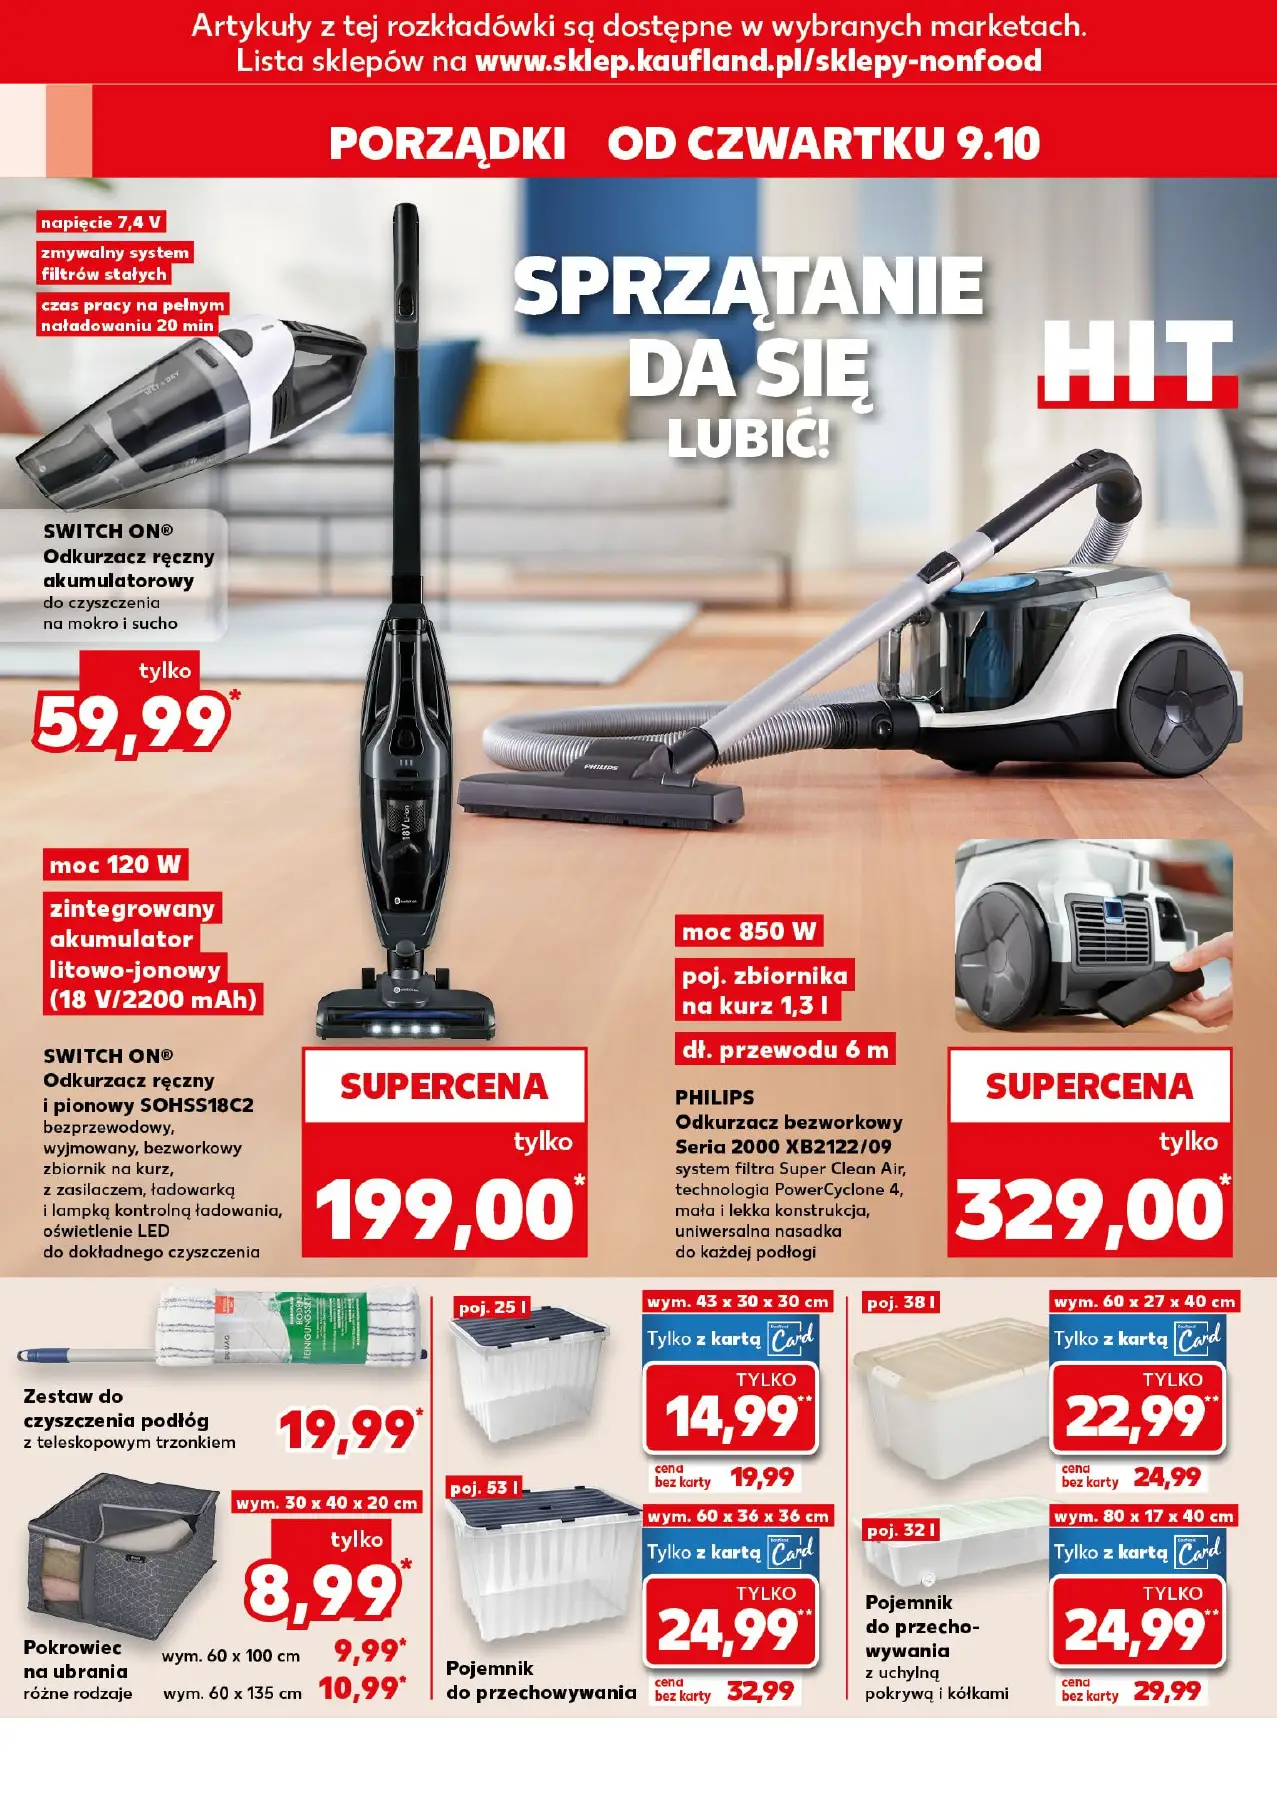 Artykuły z tej rozkładówki są dostępne w wybranych marketach.
Lista sklepów na www.sklep.kaufland.pl/sklepy-nonfood
PORZĄDKI OD CZWARTKU 9.10
napięcie 7,4 V
zmywalny system
filtrów stałych
czas pracy na pełnym
naładowaniu 20 min
SPRZĄTANIE
DA SIĘ
LUBIĆ!
HIT
WET & DRY
SWITCH ON®
Odkurzacz ręczny
akumulatorowy
do czyszczenia
na mokro i sucho
tylko
59,99*
PHILIPS
18V Li-ion
moc 120 W
zintegrowany
akumulator
litowo-jonowy
(18 V/2200 mAh)
SWITCH ON®
Odkurzacz ręczny
i pionowy SOHSS18C2
bezprzewodowy,
wyjmowany, bezworkowy
zbiornik na kurz,
z zasilaczem, ładowarką
i lampką kontrolną ładowania,
oświetlenie LED
do dokładnego czyszczenia
SUPERCENA
tylko
199,00*
moc 850 W
poj. zbiornika
na kurz 1,3 l
dł. przewodu 6 m
PHILIPS
Odkurzacz bezworkowy
Seria 2000 XB2122/09
system filtra Super Clean Air,
technologia PowerCyclone 4,
mała i lekka konstrukcja,
uniwersalna nasadka
do każdej podłogi
SUPERCENA
tylko
329,00*
BODEN
REINIGUNGSSET
Zestaw do
czyszczenia podłóg
z teleskopowym trzonkiem
19,99*
wym. 30 x 40 x 20 cm
tylko
8,99*
Pokrowiec
na ubrania
różne rodzaje
wym. 60 x 100 cm 9,99*
wym. 60 x 135 cm 10,99*
poj. 25 l
wym. 43 x 30 x 30 cm
Tylko z kartą Kaufland Card
TYLKO
14,99**
cena
bez karty 19,99
poj. 53 l
wym. 60 x 36 x 36 cm
Tylko z kartą Kaufland Card
TYLKO
24,99**
cena
bez karty 32,99
Pojemnik
do przechowywania
poj. 38 l
wym. 60 x 27 x 40 cm
Tylko z kartą Kaufland Card
TYLKO
22,99**
cena
bez karty 24,99
poj. 32 l
wym. 80 x 17 x 40 cm
Tylko z kartą Kaufland Card
TYLKO
24,99**
cena
bez karty 29,99
Pojemnik
do przecho-
wywania
z uchylną
pokrywą i kółkami